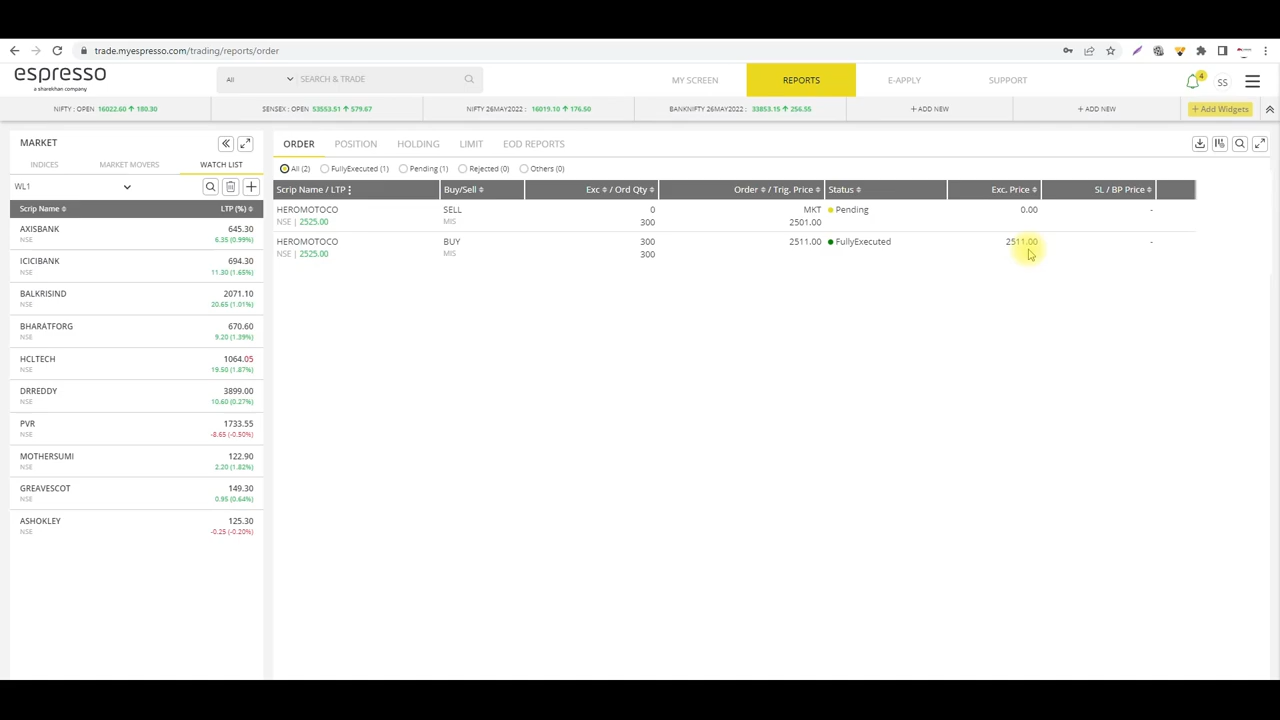 trade.myespresso.com/trading/reports/order
espresso
a sharekhan company
All
SEARCH & TRADE
MY SCREEN
REPORTS
E-APPLY
SUPPORT
4
SS
NIFTY : OPEN 16022.60 ↑ 180.30
SENSEX : OPEN 53553.51 ↑ 579.67
NIFTY 26MAY2022 : 16019.10 ↑ 176.50
BANKNIFTY 26MAY2022 : 33853.15 ↑ 256.55
+ ADD NEW
+ ADD NEW
+ Add Widgets
MARKET
INDICES
MARKET MOVERS
WATCH LIST
WL1
Scrip Name
LTP (%)
AXISBANK 645.30
NSE 6.35 (0.99%)
ICICIBANK 694.30
NSE 11.30 (1.65%)
BALKRISIND 2071.10
NSE 20.65 (1.01%)
BHARATFORG 670.60
NSE 9.20 (1.39%)
HCLTECH 1064.05
NSE 19.50 (1.87%)
DRREDDY 3899.00
NSE 10.60 (0.27%)
PVR 1733.55
NSE -8.65 (-0.50%)
MOTHERSUMI 122.90
NSE 2.20 (1.82%)
GREAVESCOT 149.30
NSE 0.95 (0.64%)
ASHOKLEY 125.30
NSE -0.25 (-0.20%)
ORDER
POSITION
HOLDING
LIMIT
EOD REPORTS
All (2)
FullyExecuted (1)
Pending (1)
Rejected (0)
Others (0)
Scrip Name / LTP
Buy/Sell
Exc / Ord Qty
Order / Trig. Price
Status
Exc. Price
SL / BP Price
HEROMOTOCO SELL 0 MKT Pending 0.00 -
NSE | 2525.00 MIS 300 2501.00
HEROMOTOCO BUY 300 2511.00 FullyExecuted 2511.00 -
NSE | 2525.00 MIS 300